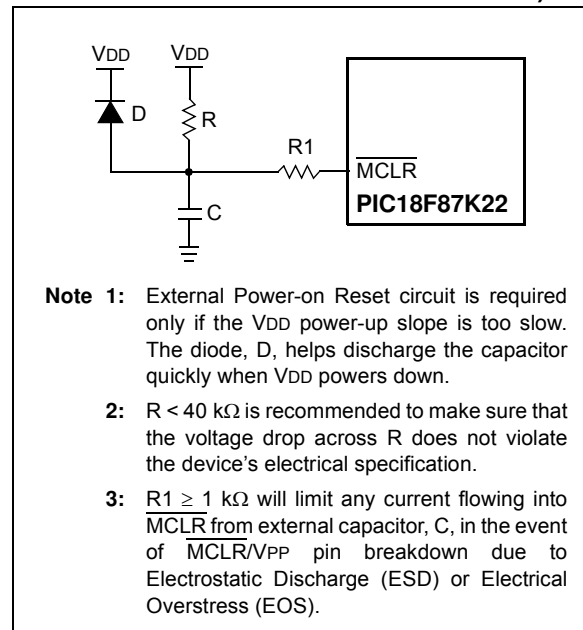 VDD VDD
D
R
R1
MCLR
PIC18F87K22
C
Note 1: External Power-on Reset circuit is required
only if the VDD power-up slope is too slow.
The diode, D, helps discharge the capacitor
quickly when VDD powers down.
2: R < 40 kΩ is recommended to make sure that
the voltage drop across R does not violate
the device's electrical specification.
3: R1 ≥ 1 kΩ will limit any current flowing into
MCLR from external capacitor, C, in the event
of MCLR/VPP pin breakdown due to
Electrostatic Discharge (ESD) or Electrical
Overstress (EOS).